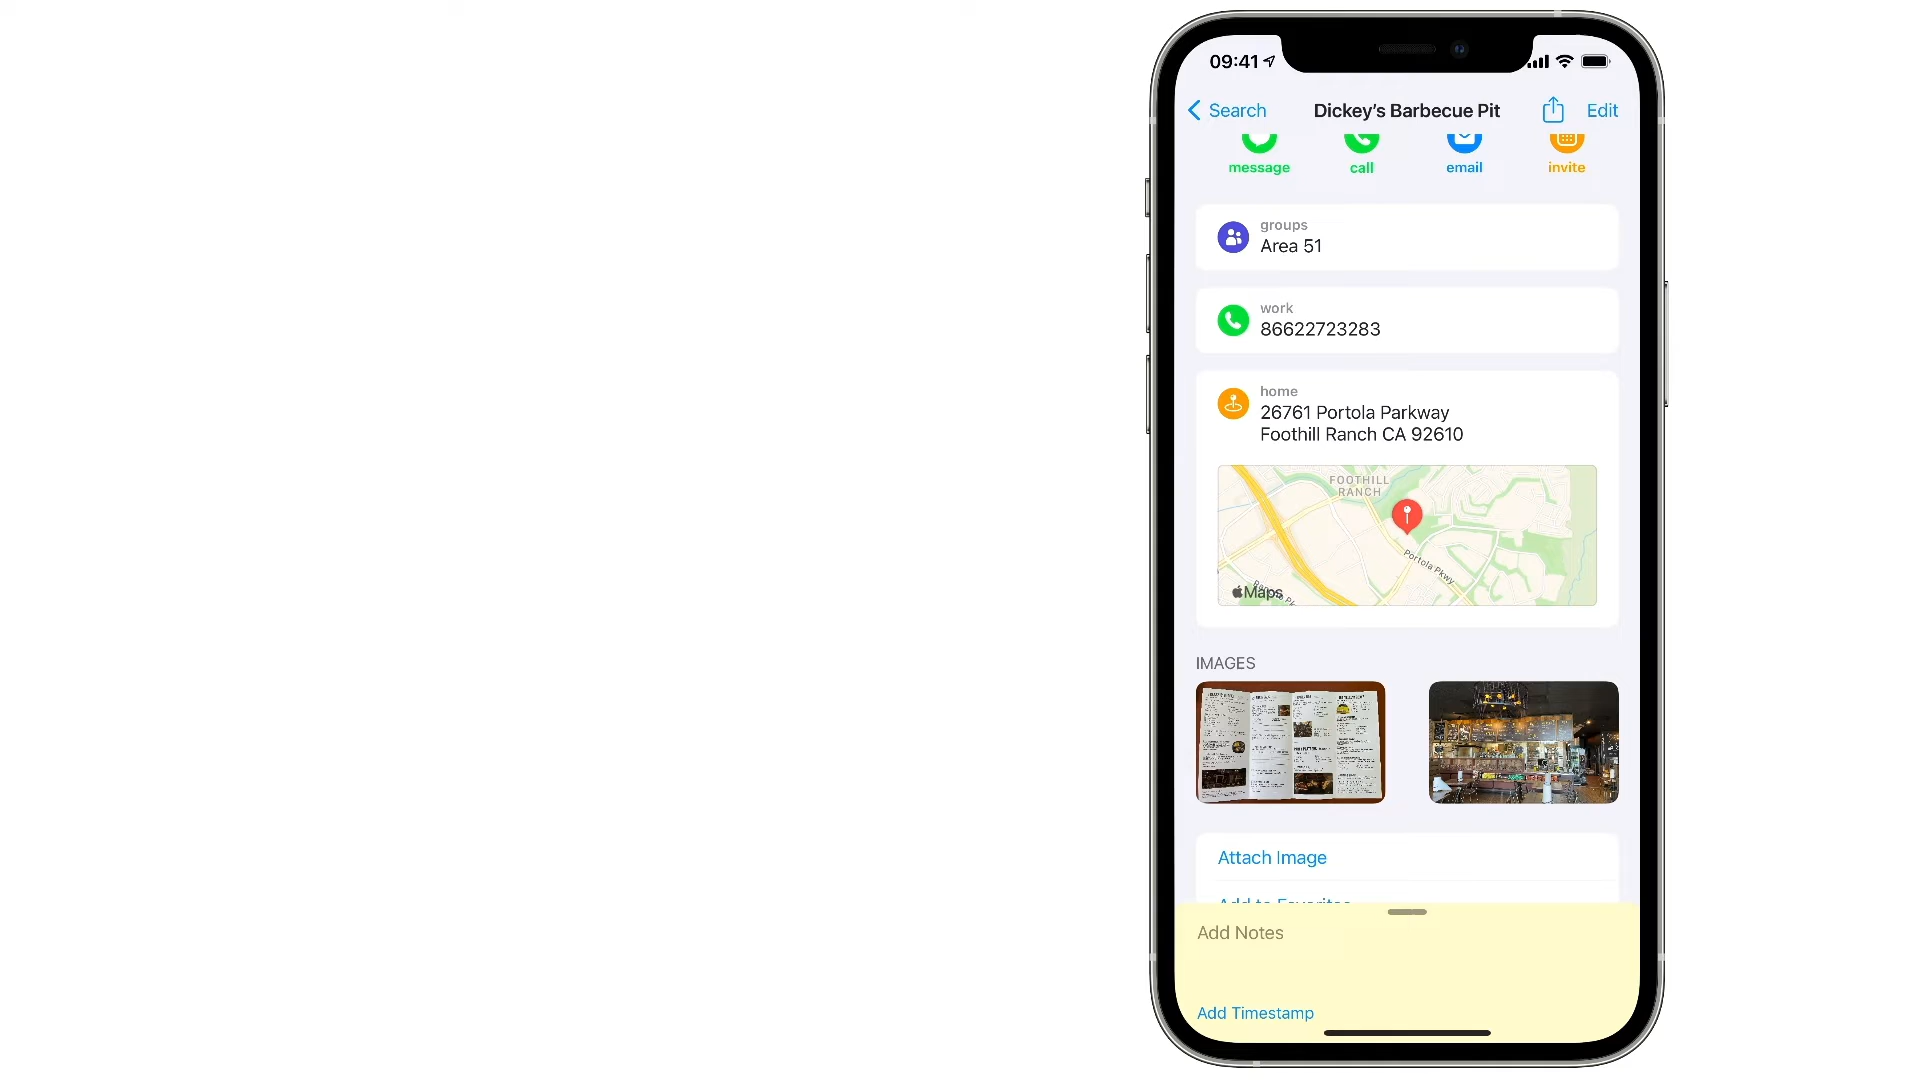 09:41
Search
Dickey's Barbecue Pit
Edit
message
call
email
invite
groups
Area 51
work
86622723283
home
26761 Portola Parkway
Foothill Ranch CA 92610
FOOTHILL
RANCH
Portola Pkwy
Maps
IMAGES
Attach Image
Add to Favorites
Add Notes
Add Timestamp